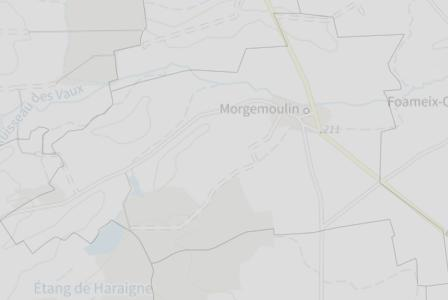 Ruisseau des Vaux
Morgemoulin
Foameix-O
211
Étang de Haraigne